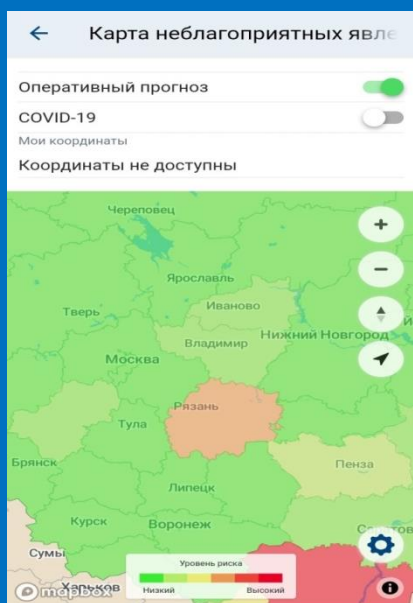 Карта неблагоприятных явле
Оперативный прогноз
COVID-19
Мои координаты
Координаты не доступны
Череповец
Ярославль
Иваново
Тверь
Нижний Новгород
Владимир
Москва
Рязань
Тула
Брянск
Пенза
Липецк
Курск
Воронеж
Сумы
Уровень риска
Харьков
mapbox
Низкий
Высокий